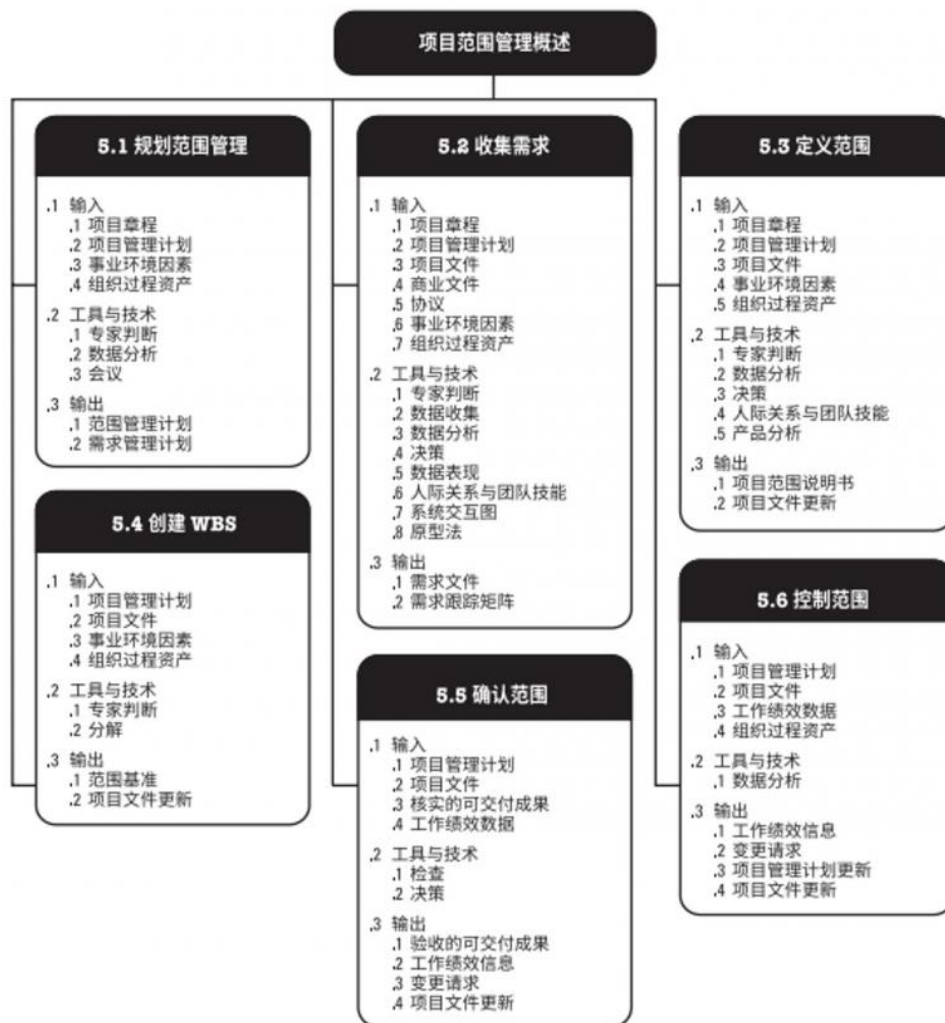 项目范围管理概述
5.1 规划范围管理
.1 输入
.1 项目章程
.2 项目管理计划
.3 事业环境因素
.4 组织过程资产
.2 工具与技术
.1 专家判断
.2 数据分析
.3 会议
.3 输出
.1 范围管理计划
.2 需求管理计划
5.2 收集需求
.1 输入
.1 项目章程
.2 项目管理计划
.3 项目文件
.4 商业文件
.5 协议
.6 事业环境因素
.7 组织过程资产
.2 工具与技术
.1 专家判断
.2 数据收集
.3 数据分析
.4 决策
.5 数据表现
.6 人际关系与团队技能
.7 系统交互图
.8 原型法
.3 输出
.1 需求文件
.2 需求跟踪矩阵
5.3 定义范围
.1 输入
.1 项目章程
.2 项目管理计划
.3 项目文件
.4 事业环境因素
.5 组织过程资产
.2 工具与技术
.1 专家判断
.2 数据分析
.3 决策
.4 人际关系与团队技能
.5 产品分析
.3 输出
.1 项目范围说明书
.2 项目文件更新
5.4 创建 WBS
.1 输入
.1 项目管理计划
.2 项目文件
.3 事业环境因素
.4 组织过程资产
.2 工具与技术
.1 专家判断
.2 分解
.3 输出
.1 范围基准
.2 项目文件更新
5.5 确认范围
.1 输入
.1 项目管理计划
.2 项目文件
.3 核实的可交付成果
.4 工作绩效数据
.2 工具与技术
.1 检查
.2 决策
.3 输出
.1 验收的可交付成果
.2 工作绩效信息
.3 变更请求
.4 项目文件更新
5.6 控制范围
.1 输入
.1 项目管理计划
.2 项目文件
.3 工作绩效数据
.4 组织过程资产
.2 工具与技术
.1 数据分析
.3 输出
.1 工作绩效信息
.2 变更请求
.3 项目管理计划更新
.4 项目文件更新